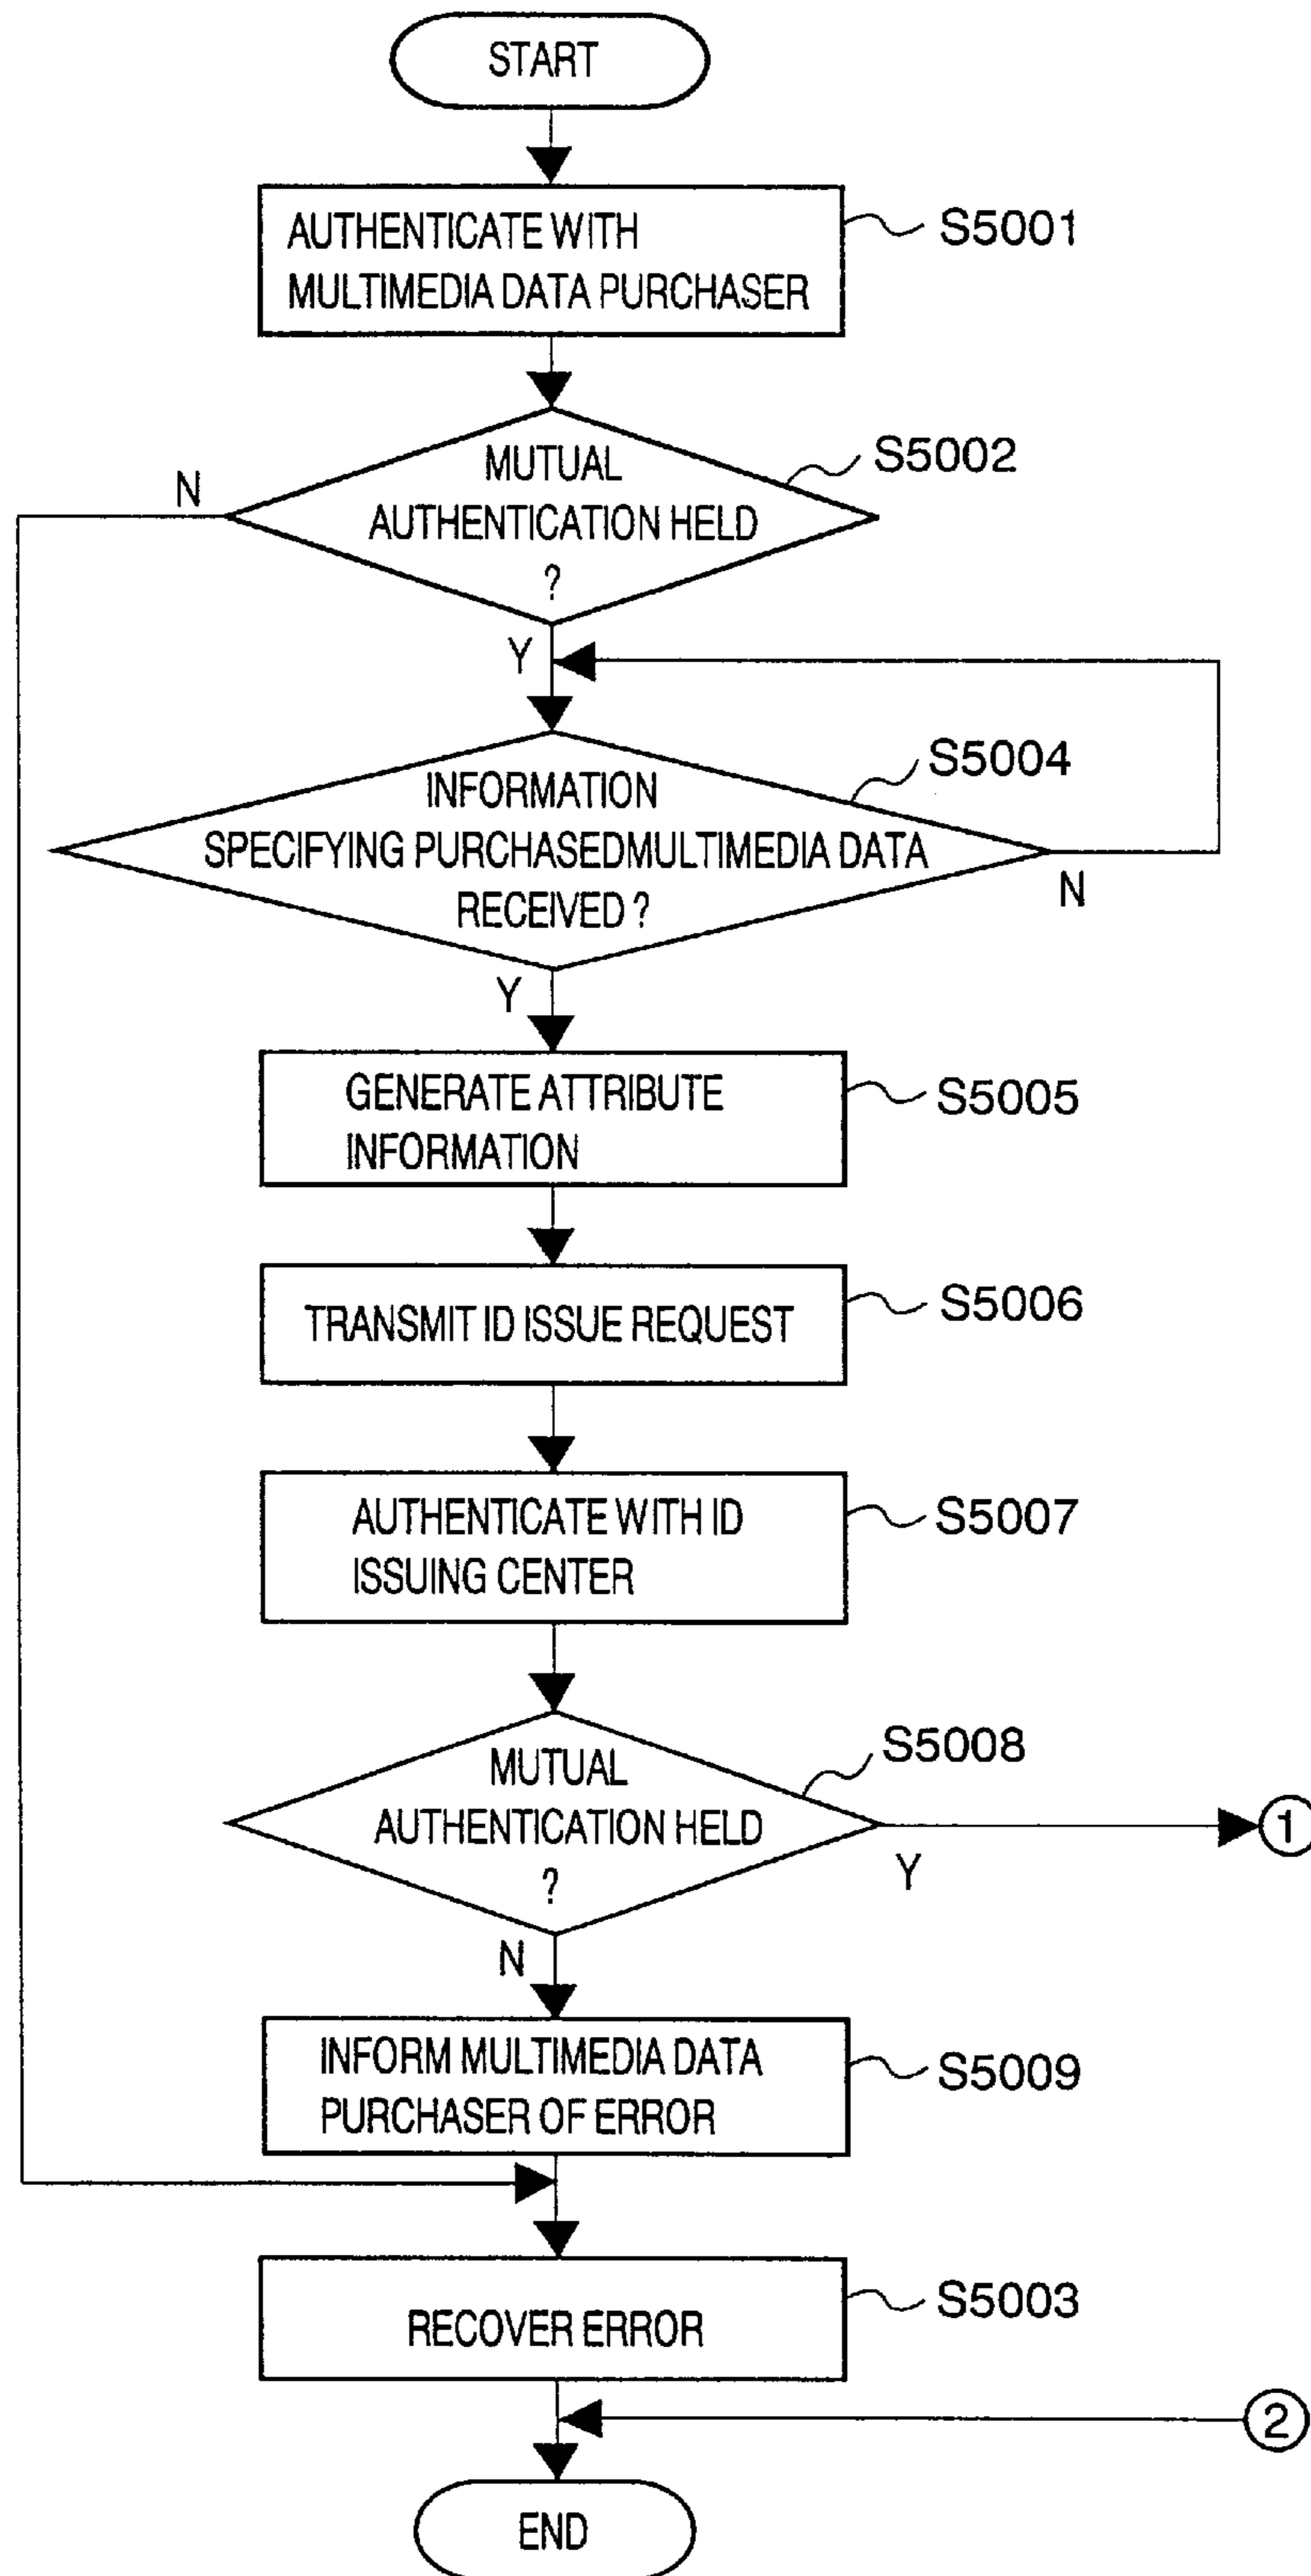 START
AUTHENTICATE WITH
MULTIMEDIA DATA PURCHASER
S5001
MUTUAL
AUTHENTICATION HELD
?
S5002
N
Y
INFORMATION
SPECIFYING PURCHASEDMULTIMEDIA DATA
RECEIVED ?
S5004
N
Y
GENERATE ATTRIBUTE
INFORMATION
S5005
TRANSMIT ID ISSUE REQUEST
S5006
AUTHENTICATE WITH ID
ISSUING CENTER
S5007
MUTUAL
AUTHENTICATION HELD
?
S5008
Y
1
N
INFORM MULTIMEDIA DATA
PURCHASER OF ERROR
S5009
RECOVER ERROR
S5003
2
END